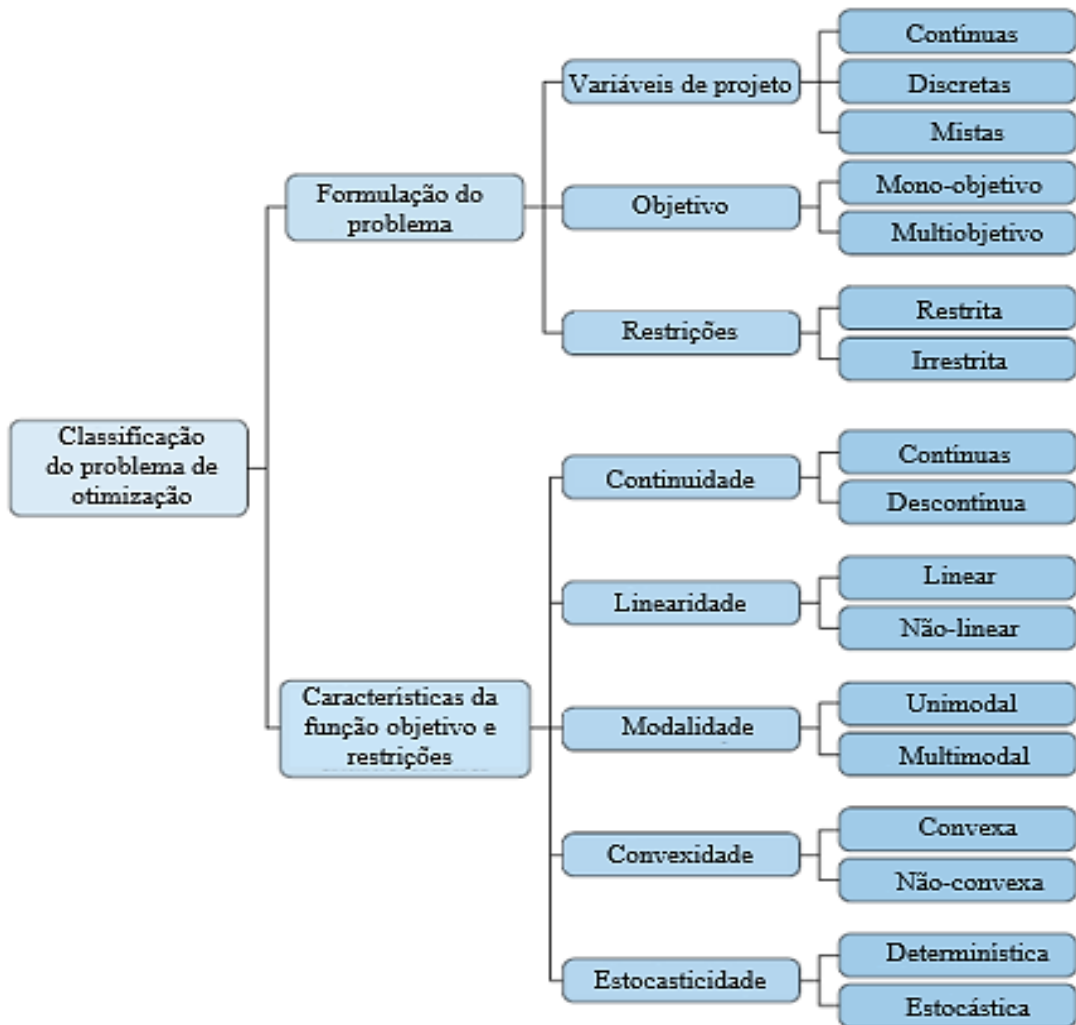 Classificação
do problema de
otimização
Formulação do
problema
Variáveis de projeto
Contínuas
Discretas
Mistas
Objetivo
Mono-objetivo
Multiobjetivo
Restrições
Restrita
Irrestrita
Características da
função objetivo e
restrições
Continuidade
Contínuas
Descontínua
Linearidade
Linear
Não-linear
Modalidade
Unimodal
Multimodal
Convexidade
Convexa
Não-convexa
Estocasticidade
Determinística
Estocástica